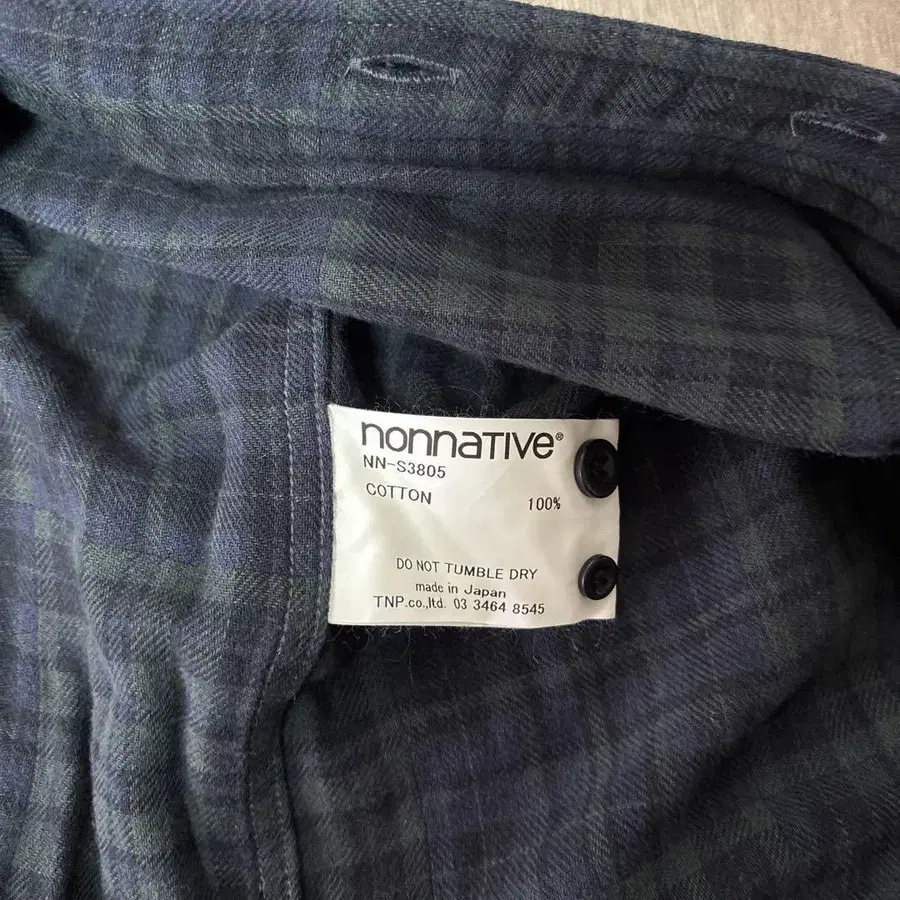 nonnaTIVE®
NN-S3805
COTTON 100%
DO NOT TUMBLE DRY
made in Japan
TNP.co.,ltd. 03 3464 8545